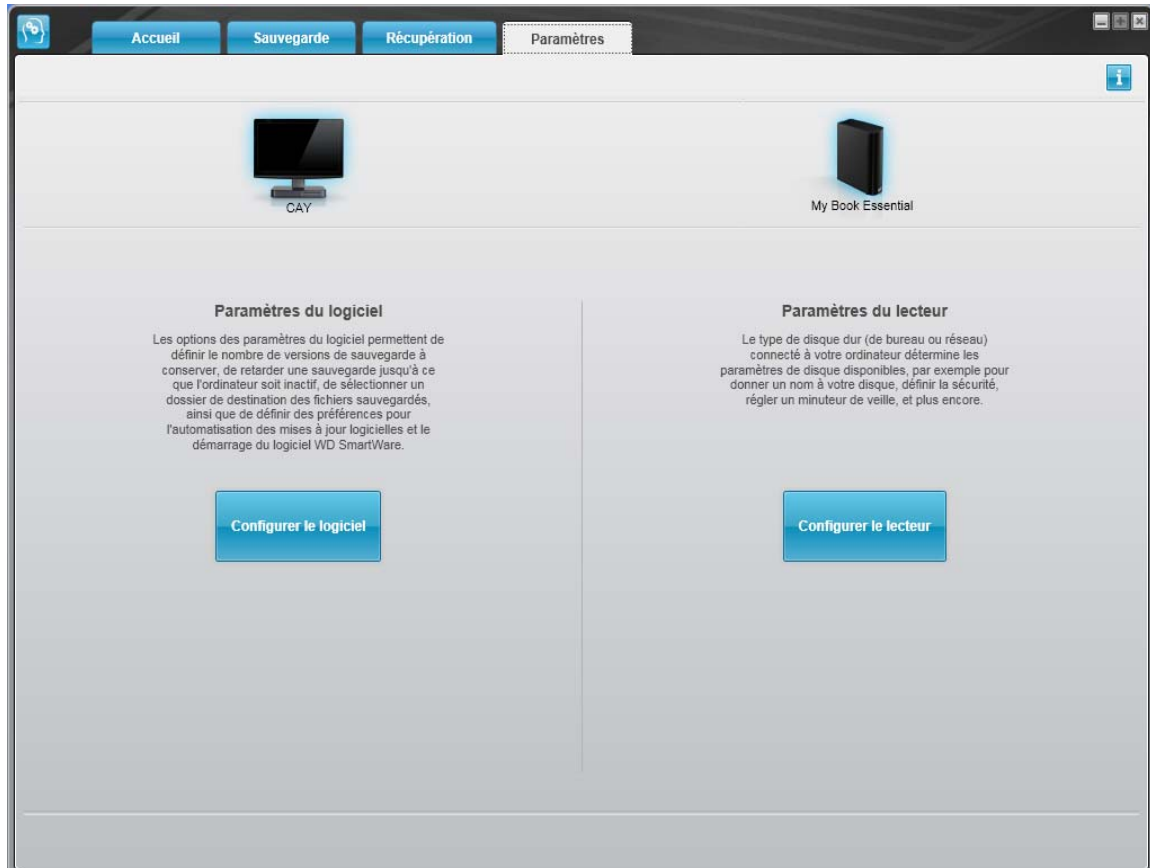 Accueil
Sauvegarde
Récupération
Paramètres
CAY
My Book Essential
Paramètres du logiciel
Les options des paramètres du logiciel permettent de
définir le nombre de versions de sauvegarde à
conserver, de retarder une sauvegarde jusqu'à ce
que l'ordinateur soit inactif, de sélectionner un
dossier de destination des fichiers sauvegardés,
ainsi que de définir des préférences pour
l'automatisation des mises à jour logicielles et le
démarrage du logiciel WD SmartWare.
Configurer le logiciel
Paramètres du lecteur
Le type de disque dur (de bureau ou réseau)
connecté à votre ordinateur détermine les
paramètres de disque disponibles, par exemple pour
donner un nom à votre disque, définir la sécurité,
régler un minuteur de veille, et plus encore.
Configurer le lecteur